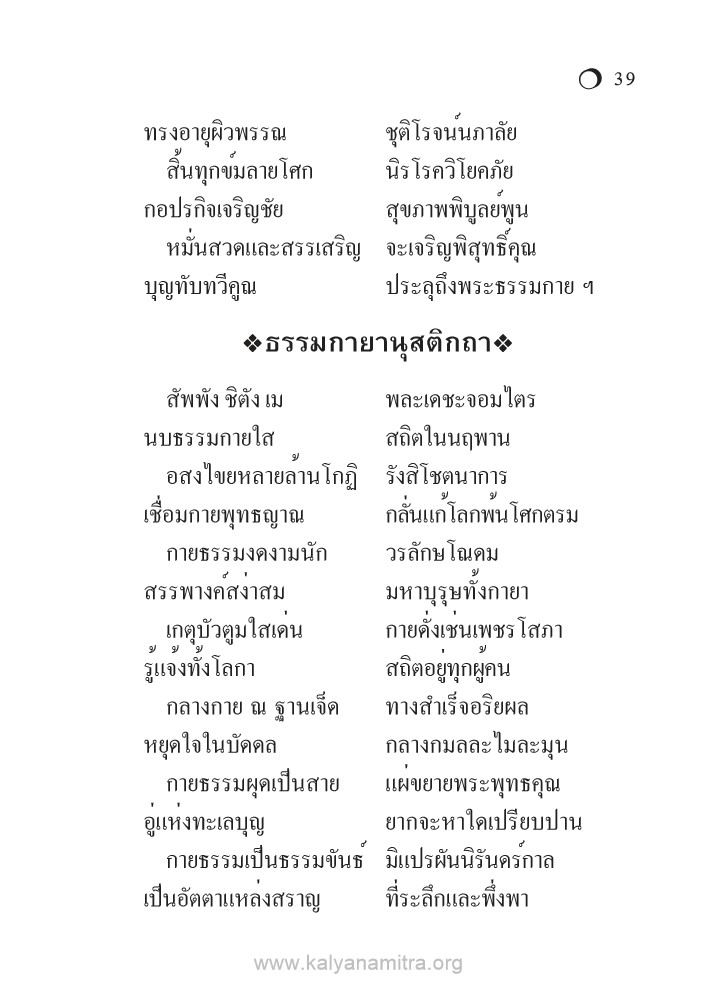 ❍ 39
ทรงอายุผิวพรรณ ชุติโรจน์นภาลัย
สิ้นทุกข์มลายโศก นิรโรควิโยคภัย
กอปรกิจเจริญชัย สุขภาพพิบูลย์พูน
หมั่นสวดและสรรเสริญ จะเจริญพิสุทธิ์คุณ
บุญทับทวีคูณ ประลุถึงพระธรรมกาย ฯ
❖ธรรมกายานุสติกถา❖
สัพพัง ชิตัง เม พละเดชะจอมไตร
นบธรรมกายใส สถิตในนฤพาน
อสงไขยหลายล้านโกฏิ รังสิโชตนาการ
เชื่อมกายพุทธญาณ กลั่นแก้โลกพ้นโศกตรม
กายธรรมงดงามนัก วรลักษโณดม
สรรพางค์สง่าสม มหาบุรุษทั้งกายา
เกตุบัวตูมใสเด่น กายดั่งเช่นเพชรโสภา
รู้แจ้งทั้งโลกา สถิตอยู่ทุกผู้คน
กลางกาย ณ ฐานเจ็ด ทางสำเร็จอริยผล
หยุดใจในบัดดล กลางกมลละไมละมุน
กายธรรมผุดเป็นสาย แผ่ขยายพระพุทธคุณ
อู่แห่งทะเลบุญ ยากจะหาใดเปรียบปาน
กายธรรมเป็นธรรมขันธ์ มิแปรผันนิรันดร์กาล
เป็นอัตตาแหล่งสราญ ที่ระลึกและพึ่งพา
www.kalyanamitra.org